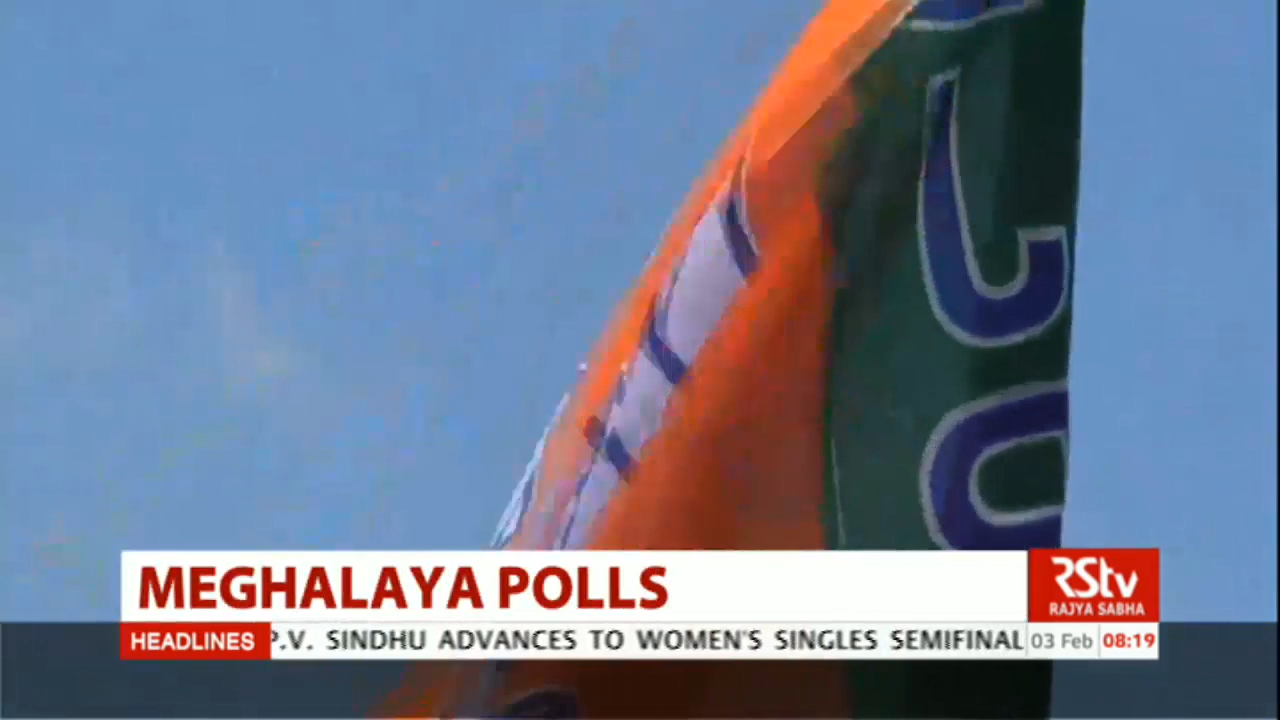 MEGHALAYA POLLS
RStv
RAJYA SABHA
HEADLINES
P.V. SINDHU ADVANCES TO WOMEN'S SINGLES SEMIFINAL
03 Feb
08:19